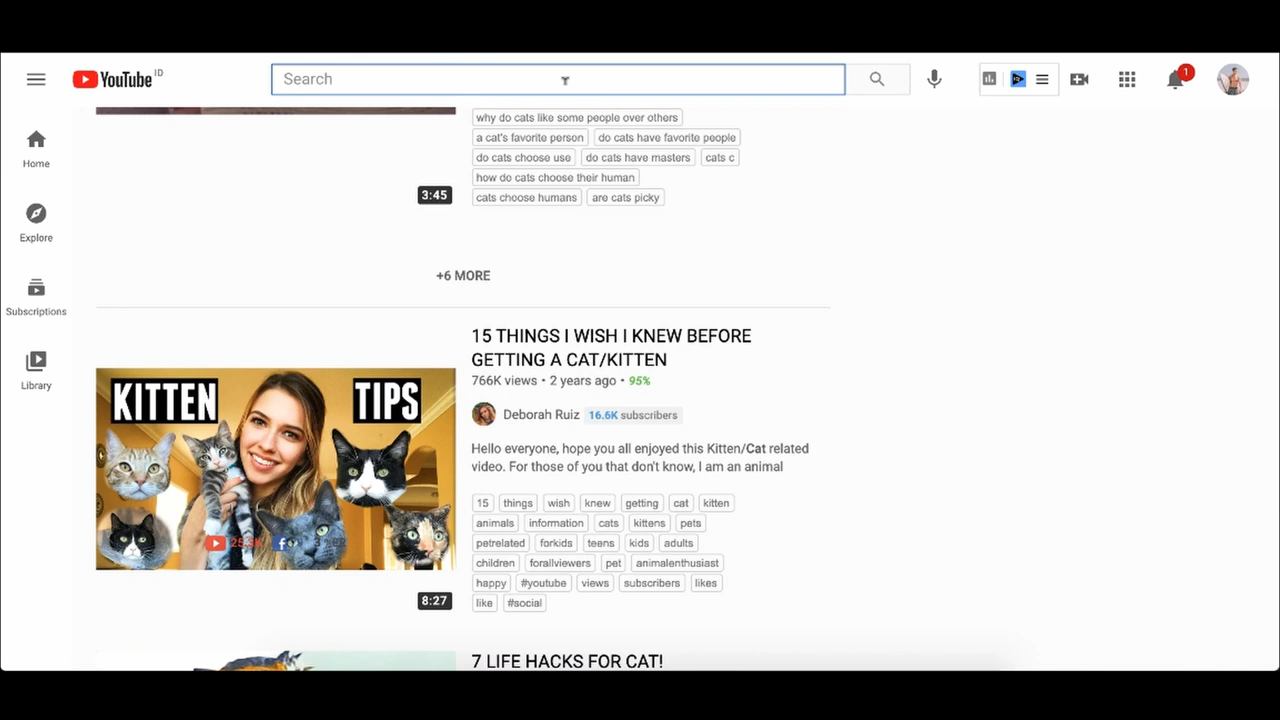 YouTube ID
Search
1
Home
Explore
Subscriptions
Library
why do cats like some people over others
a cat's favorite person do cats have favorite people
do cats choose use do cats have masters cats c
how do cats choose their human
cats choose humans are cats picky
3:45
+6 MORE
KITTEN TIPS
8:27
15 THINGS I WISH I KNEW BEFORE
GETTING A CAT/KITTEN
766K views • 2 years ago • 95%
Deborah Ruiz 16.6K subscribers
Hello everyone, hope you all enjoyed this Kitten/Cat related
video. For those of you that don't know, I am an animal
15 things wish knew getting cat kitten
animals information cats kittens pets
petrelated forkids teens kids adults
children forallviewers pet animalenthusiast
happy #youtube views subscribers likes
like #social
7 LIFE HACKS FOR CAT!